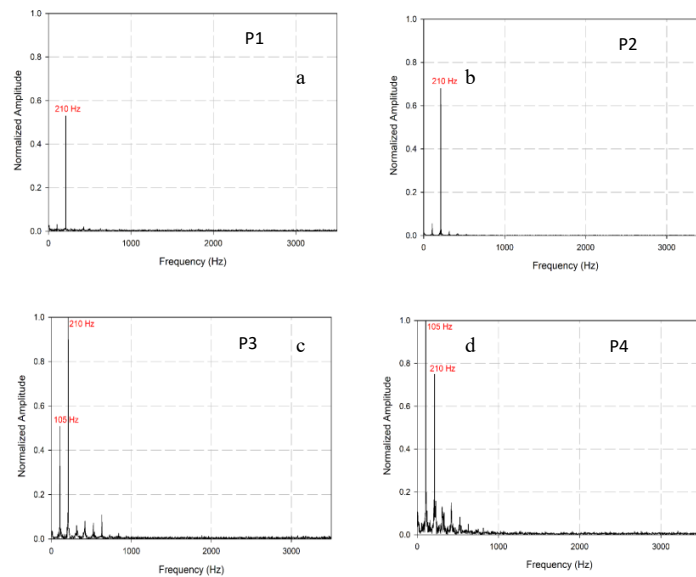 P1
a
210 Hz
1.0
0.8
0.6
0.4
0.2
0.0
Normalized Amplitude
0
1000
2000
3000
Frequency (Hz)
P2
b
210 Hz
1.0
0.8
0.6
0.4
0.2
0.0
Normalized Amplitude
0
1000
2000
3000
Frequency (Hz)
P3
c
210 Hz
105 Hz
1.0
0.8
0.6
0.4
0.2
0.0
Normalized Amplitude
0
1000
2000
3000
Frequency (Hz)
P4
d
105 Hz
210 Hz
1.0
0.8
0.6
0.4
0.2
0.0
Normalized Amplitude
0
1000
2000
3000
Frequency (Hz)